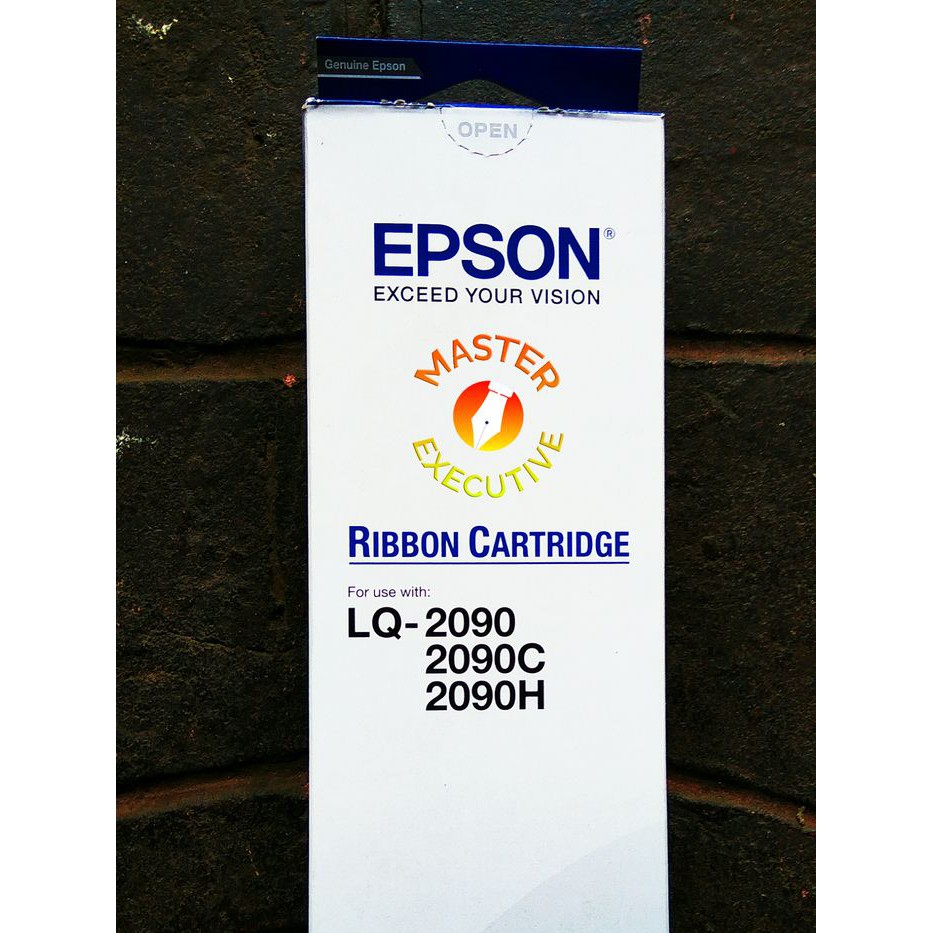 Genuine Epson
OPEN
EPSON®
EXCEED YOUR VISION
MASTER
EXECUTIVE
RIBBON CARTRIDGE
For use with:
LQ-2090
2090C
2090H